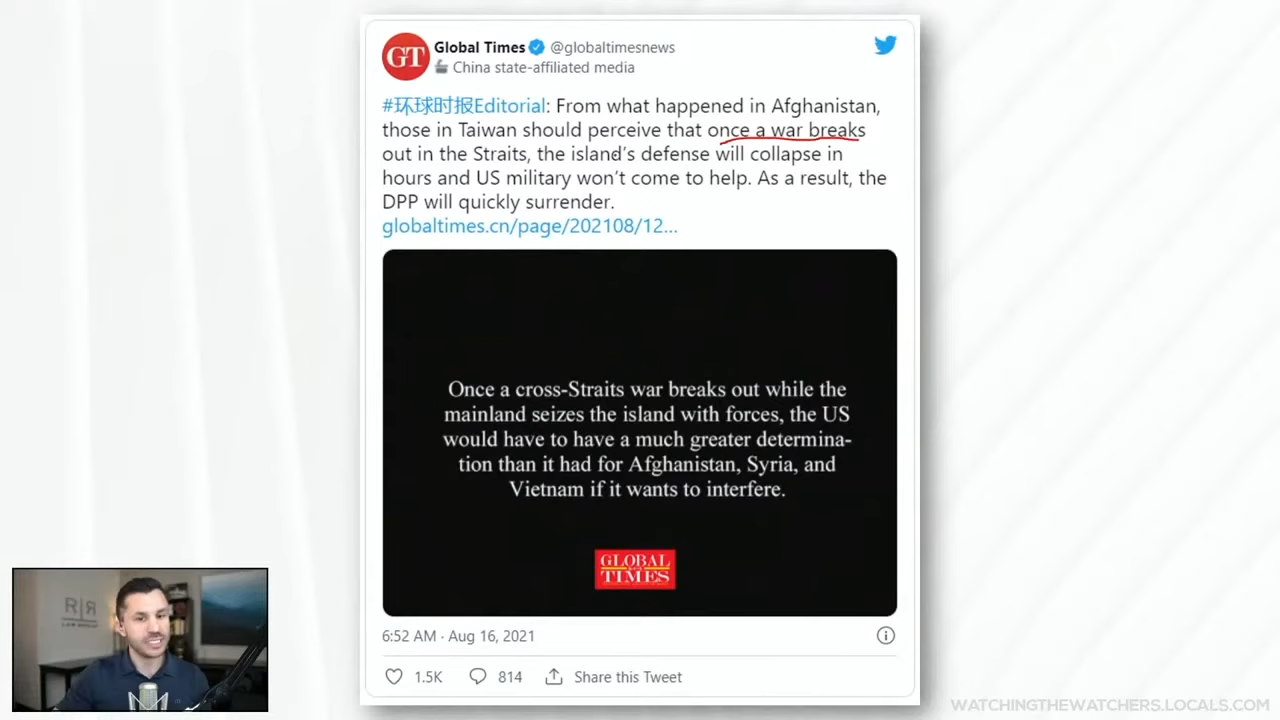 GT
Global Times @globaltimesnews
China state-affiliated media
#环球时报Editorial: From what happened in Afghanistan,
those in Taiwan should perceive that once a war breaks
out in the Straits, the island's defense will collapse in
hours and US military won't come to help. As a result, the
DPP will quickly surrender.
globaltimes.cn/page/202108/12...
Once a cross-Straits war breaks out while the
mainland seizes the island with forces, the US
would have to have a much greater determina-
tion than it had for Afghanistan, Syria, and
Vietnam if it wants to interfere.
GLOBAL
TIMES
6:52 AM · Aug 16, 2021
1.5K 814 Share this Tweet
R|R
LAW GROUP
WATCHINGTHEWATCHERS.LOCALS.COM